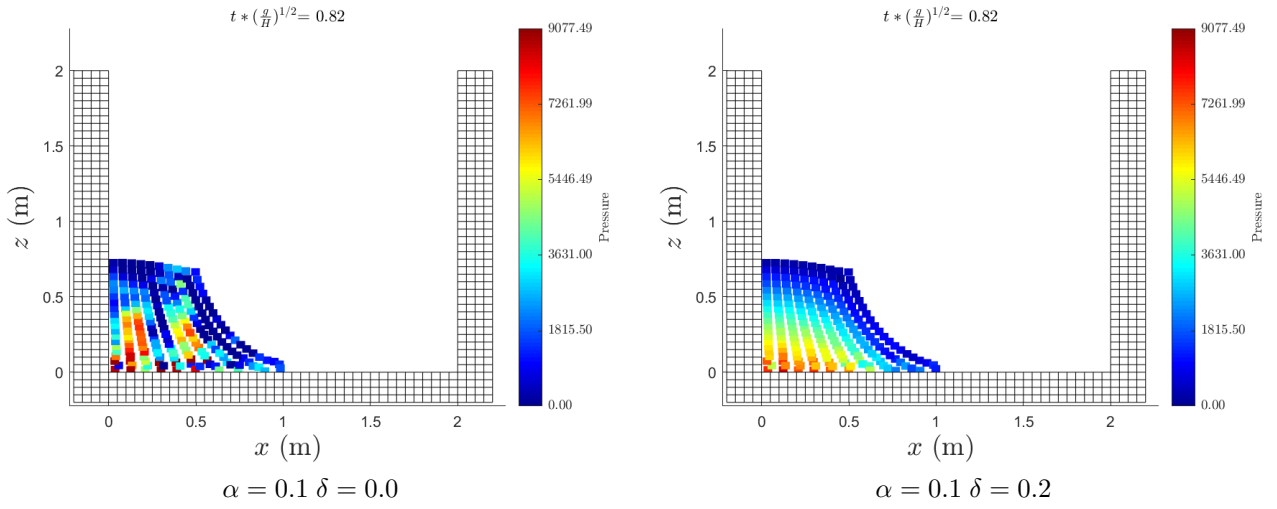 t ∗ (g/H)^{1/2}= 0.82
9077.49
7261.99
5446.49
3631.00
1815.50
0.00
Pressure
2
1.5
1
0.5
0
z (m)
0 0.5 1 1.5 2
x (m)
α = 0.1 δ = 0.0
t ∗ (g/H)^{1/2}= 0.82
9077.49
7261.99
5446.49
3631.00
1815.50
0.00
Pressure
2
1.5
1
0.5
0
z (m)
0 0.5 1 1.5 2
x (m)
α = 0.1 δ = 0.2